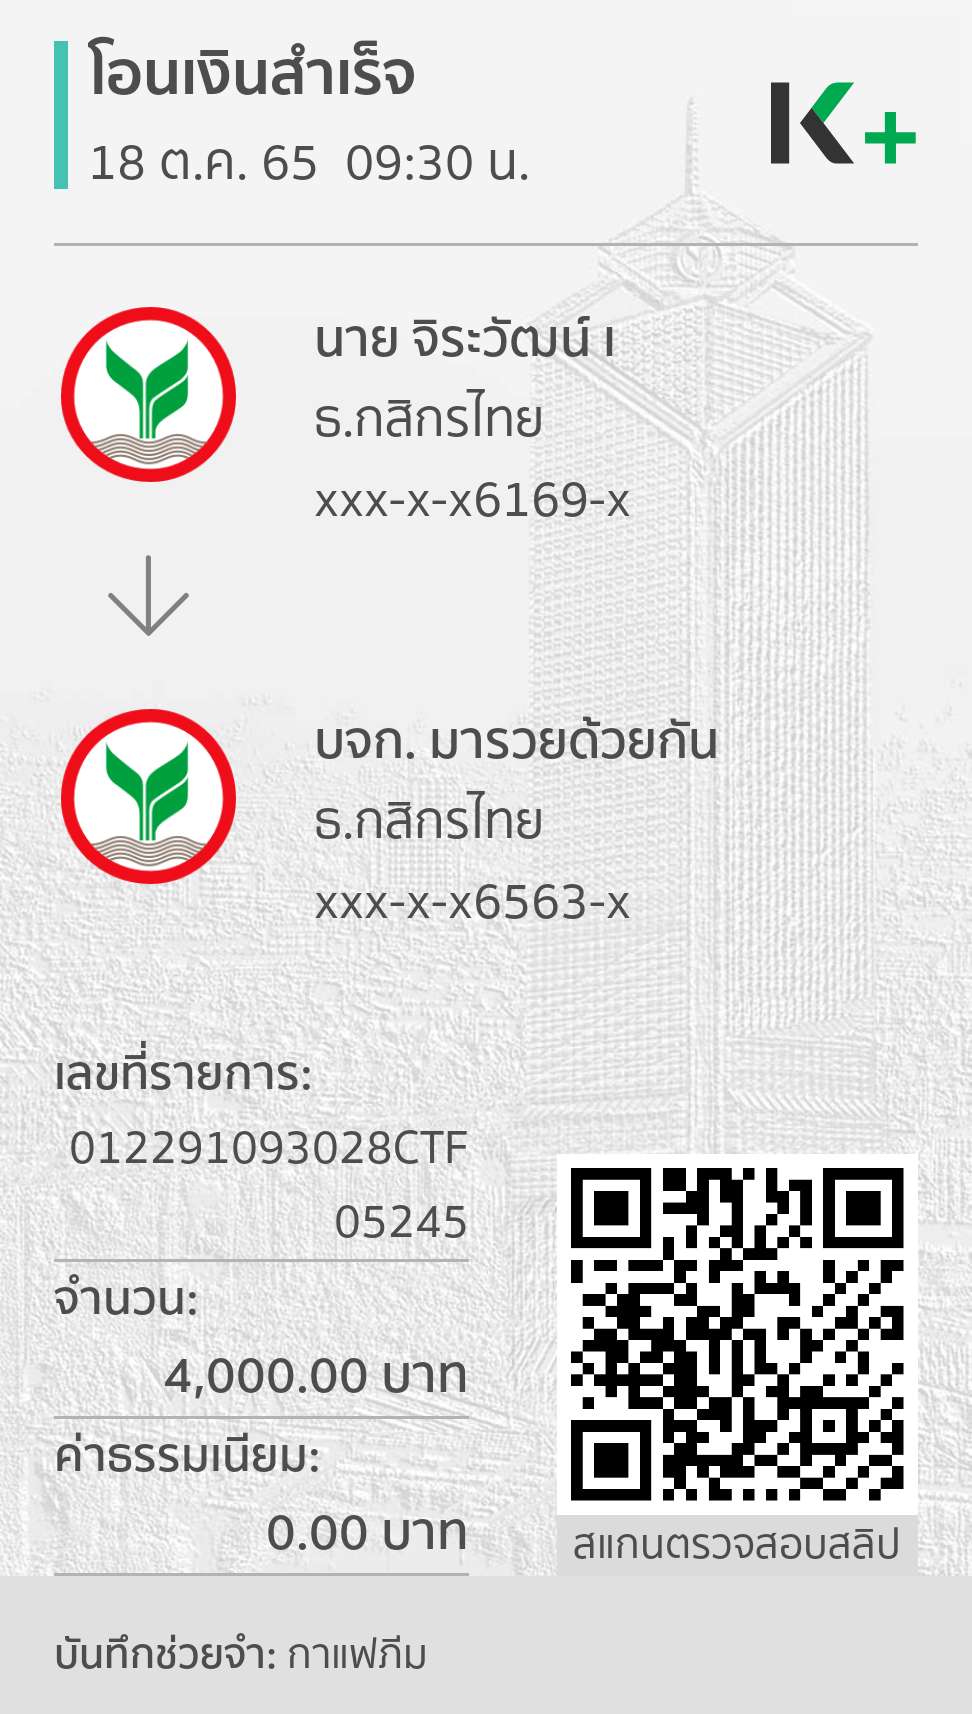 โอนเงินสำเร็จ
18 ต.ค. 65  09:30 น.
K+
นาย จิระวัฒน์ เ
ธ.กสิกรไทย
xxx-x-x6169-x
บจก. มารวยด้วยกัน
ธ.กสิกรไทย
xxx-x-x6563-x
เลขที่รายการ:
012291093028CTF
05245
จำนวน:
4,000.00 บาท
ค่าธรรมเนียม:
0.00 บาท
สแกนตรวจสอบสลิป
บันทึกช่วยจำ: กาแฟภีม